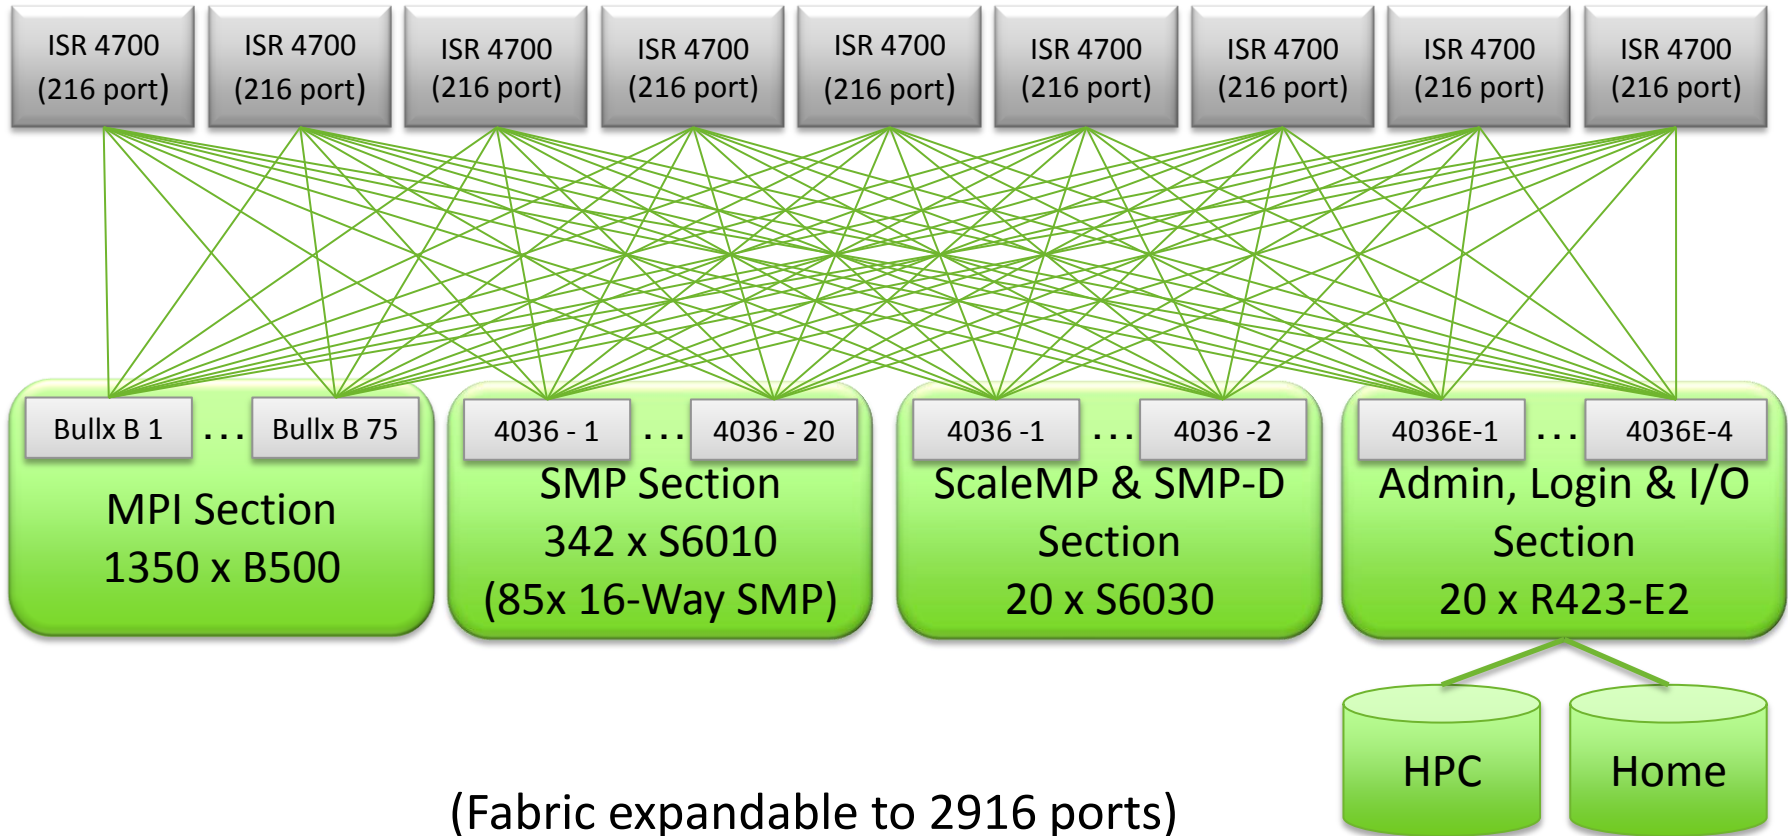 ISR 4700
(216 port)
ISR 4700
(216 port)
ISR 4700
(216 port)
ISR 4700
(216 port)
ISR 4700
(216 port)
ISR 4700
(216 port)
ISR 4700
(216 port)
ISR 4700
(216 port)
ISR 4700
(216 port)
Bullx B 1
...
Bullx B 75
MPI Section
1350 x B500
4036 - 1
...
4036 - 20
SMP Section
342 x S6010
(85x 16-Way SMP)
4036 -1
...
4036 -2
ScaleMP & SMP-D
Section
20 x S6030
4036E-1
...
4036E-4
Admin, Login & I/O
Section
20 x R423-E2
HPC
Home
(Fabric expandable to 2916 ports)